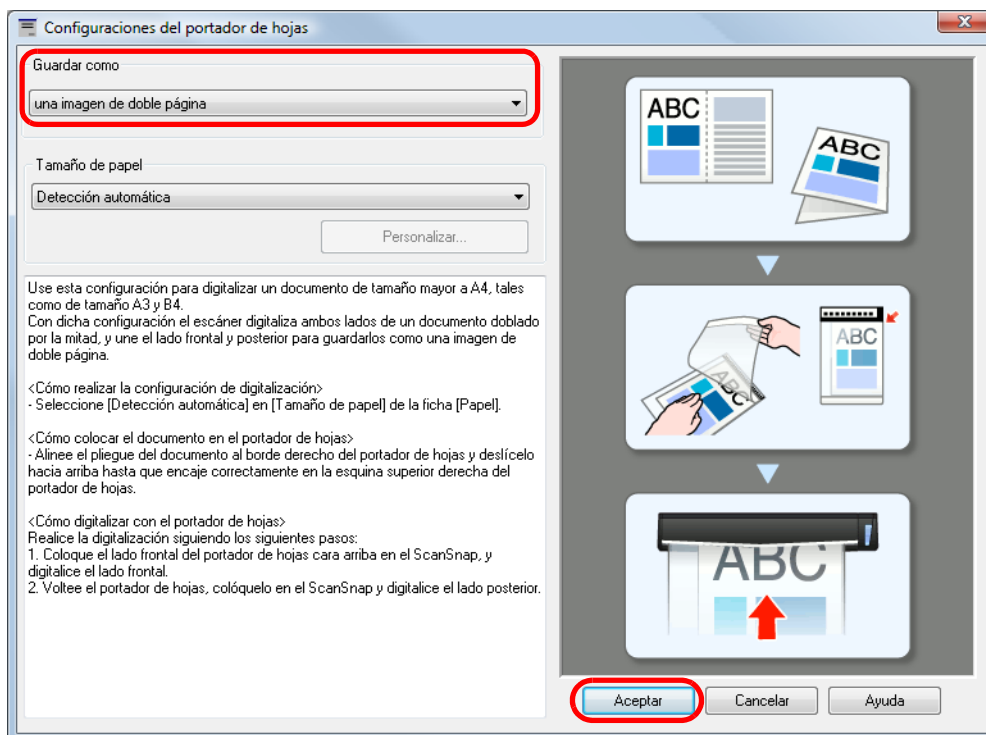 Configuraciones del portador de hojas
Guardar como
una imagen de doble página
Tamaño de papel
Detección automática
Personalizar...
Use esta configuración para digitalizar un documento de tamaño mayor a A4, tales
como de tamaño A3 y B4.
Con dicha configuración el escáner digitaliza ambos lados de un documento doblado
por la mitad, y une el lado frontal y posterior para guardarlos como una imagen de
doble página.
<Cómo realizar la configuración de digitalización>
- Seleccione [Detección automática] en [Tamaño de papel] de la ficha [Papel].
<Cómo colocar el documento en el portador de hojas>
- Alinee el pliegue del documento al borde derecho del portador de hojas y deslícelo
hacia arriba hasta que encaje correctamente en la esquina superior derecha del
portador de hojas.
<Cómo digitalizar con el portador de hojas>
Realice la digitalización siguiendo los siguientes pasos:
1. Coloque el lado frontal del portador de hojas cara arriba en el ScanSnap, y
digitalice el lado frontal.
2. Voltee el portador de hojas, colóquelo en el ScanSnap y digitalice el lado posterior.
ABC
ABC
ABC
ABC
ABC
Aceptar
Cancelar
Ayuda